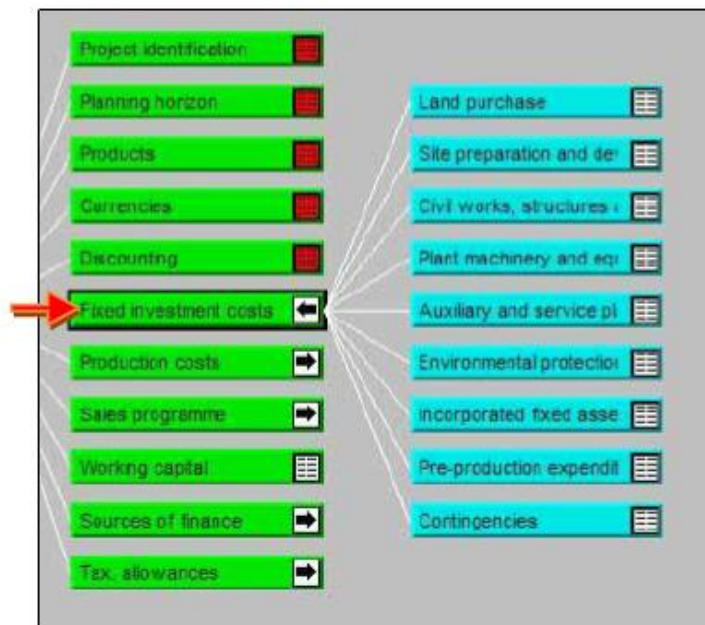 Project identification
Planning horizon
Products
Currencies
Discounting
Fixed investment costs
Production costs
Sales programme
Working capital
Sources of finance
Tax, allowances
Land purchase
Site preparation and de
Civil works, structures
Plant machinery and equ
Auxiliary and service pl
Environmental protection
Incorporated fixed asse
Pre-production expendit
Contingencies